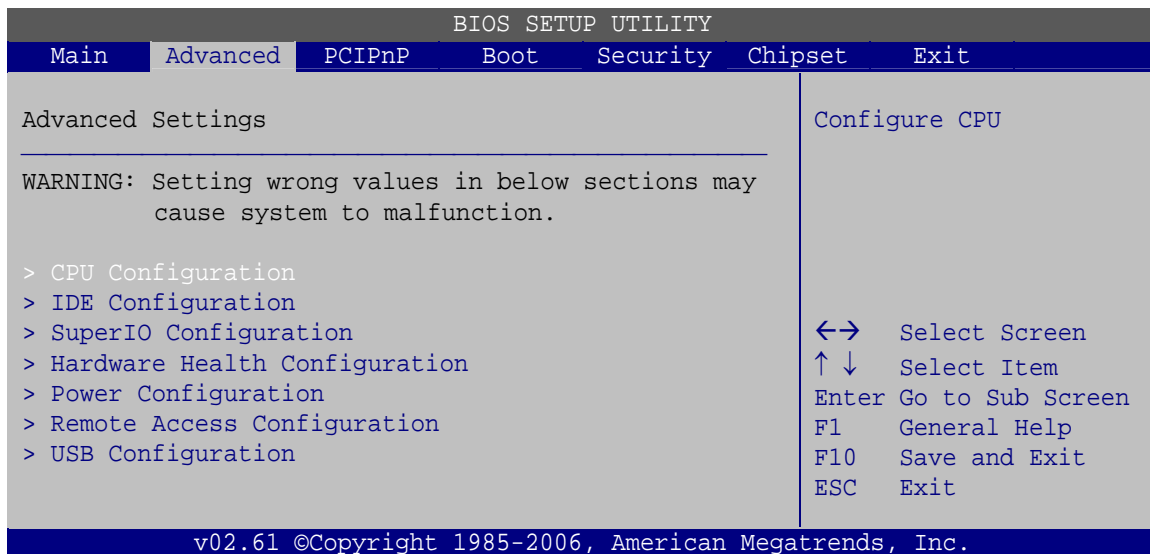 BIOS SETUP UTILITY
Main Advanced PCIPnP Boot Security Chipset Exit
Advanced Settings
WARNING: Setting wrong values in below sections may
cause system to malfunction.
> CPU Configuration
> IDE Configuration
> SuperIO Configuration
> Hardware Health Configuration
> Power Configuration
> Remote Access Configuration
> USB Configuration
Configure CPU
←→ Select Screen
↑ ↓ Select Item
Enter Go to Sub Screen
F1 General Help
F10 Save and Exit
ESC Exit
v02.61 ©Copyright 1985-2006, American Megatrends, Inc.